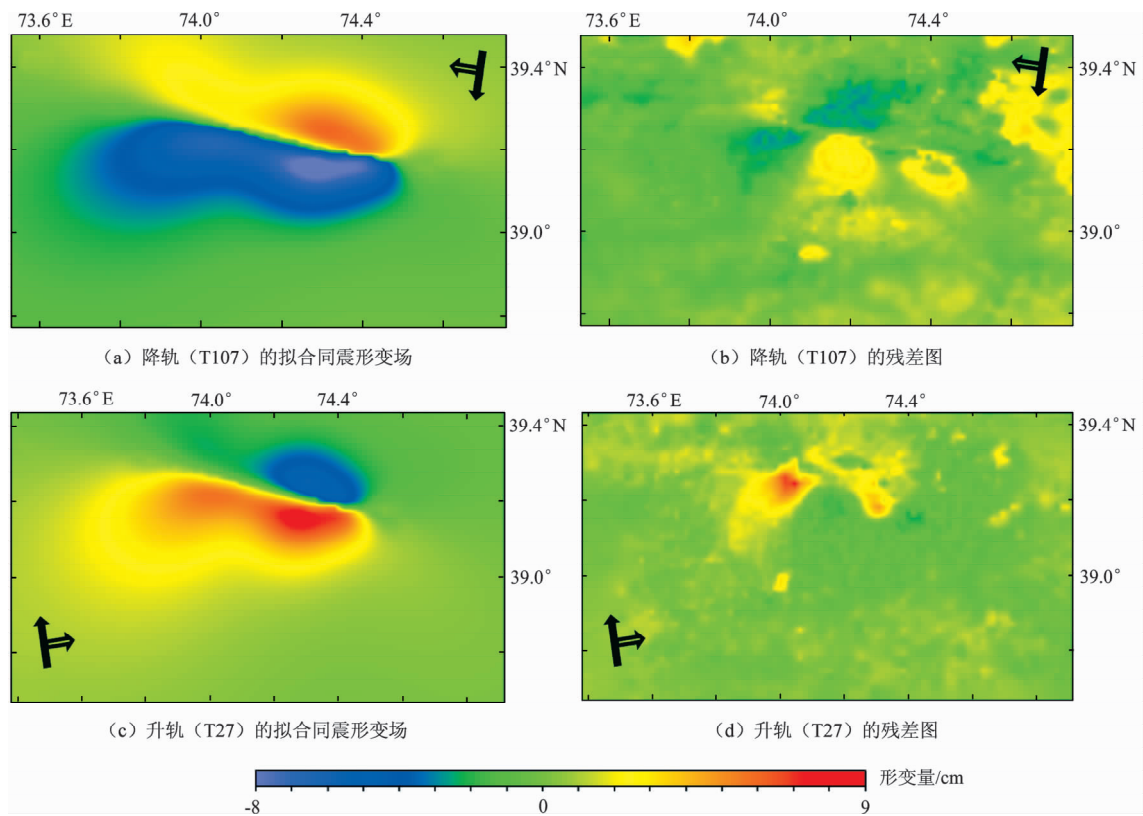 73.6°E 74.0° 74.4° 74.0° 74.4°
39.4°N 39.4°
39.0° 39.0°
(a) 降轨(T107)的拟合同震形变场 (b) 降轨(T107)的残差图
73.6°E 74.0° 74.4° 73.6°E 74.0° 74.4°
39.4°N 39.4°N
39.0° 39.0°
(c) 升轨(T27)的拟合同震形变场 (d) 升轨(T27)的残差图
形变量/cm
-8 0 9